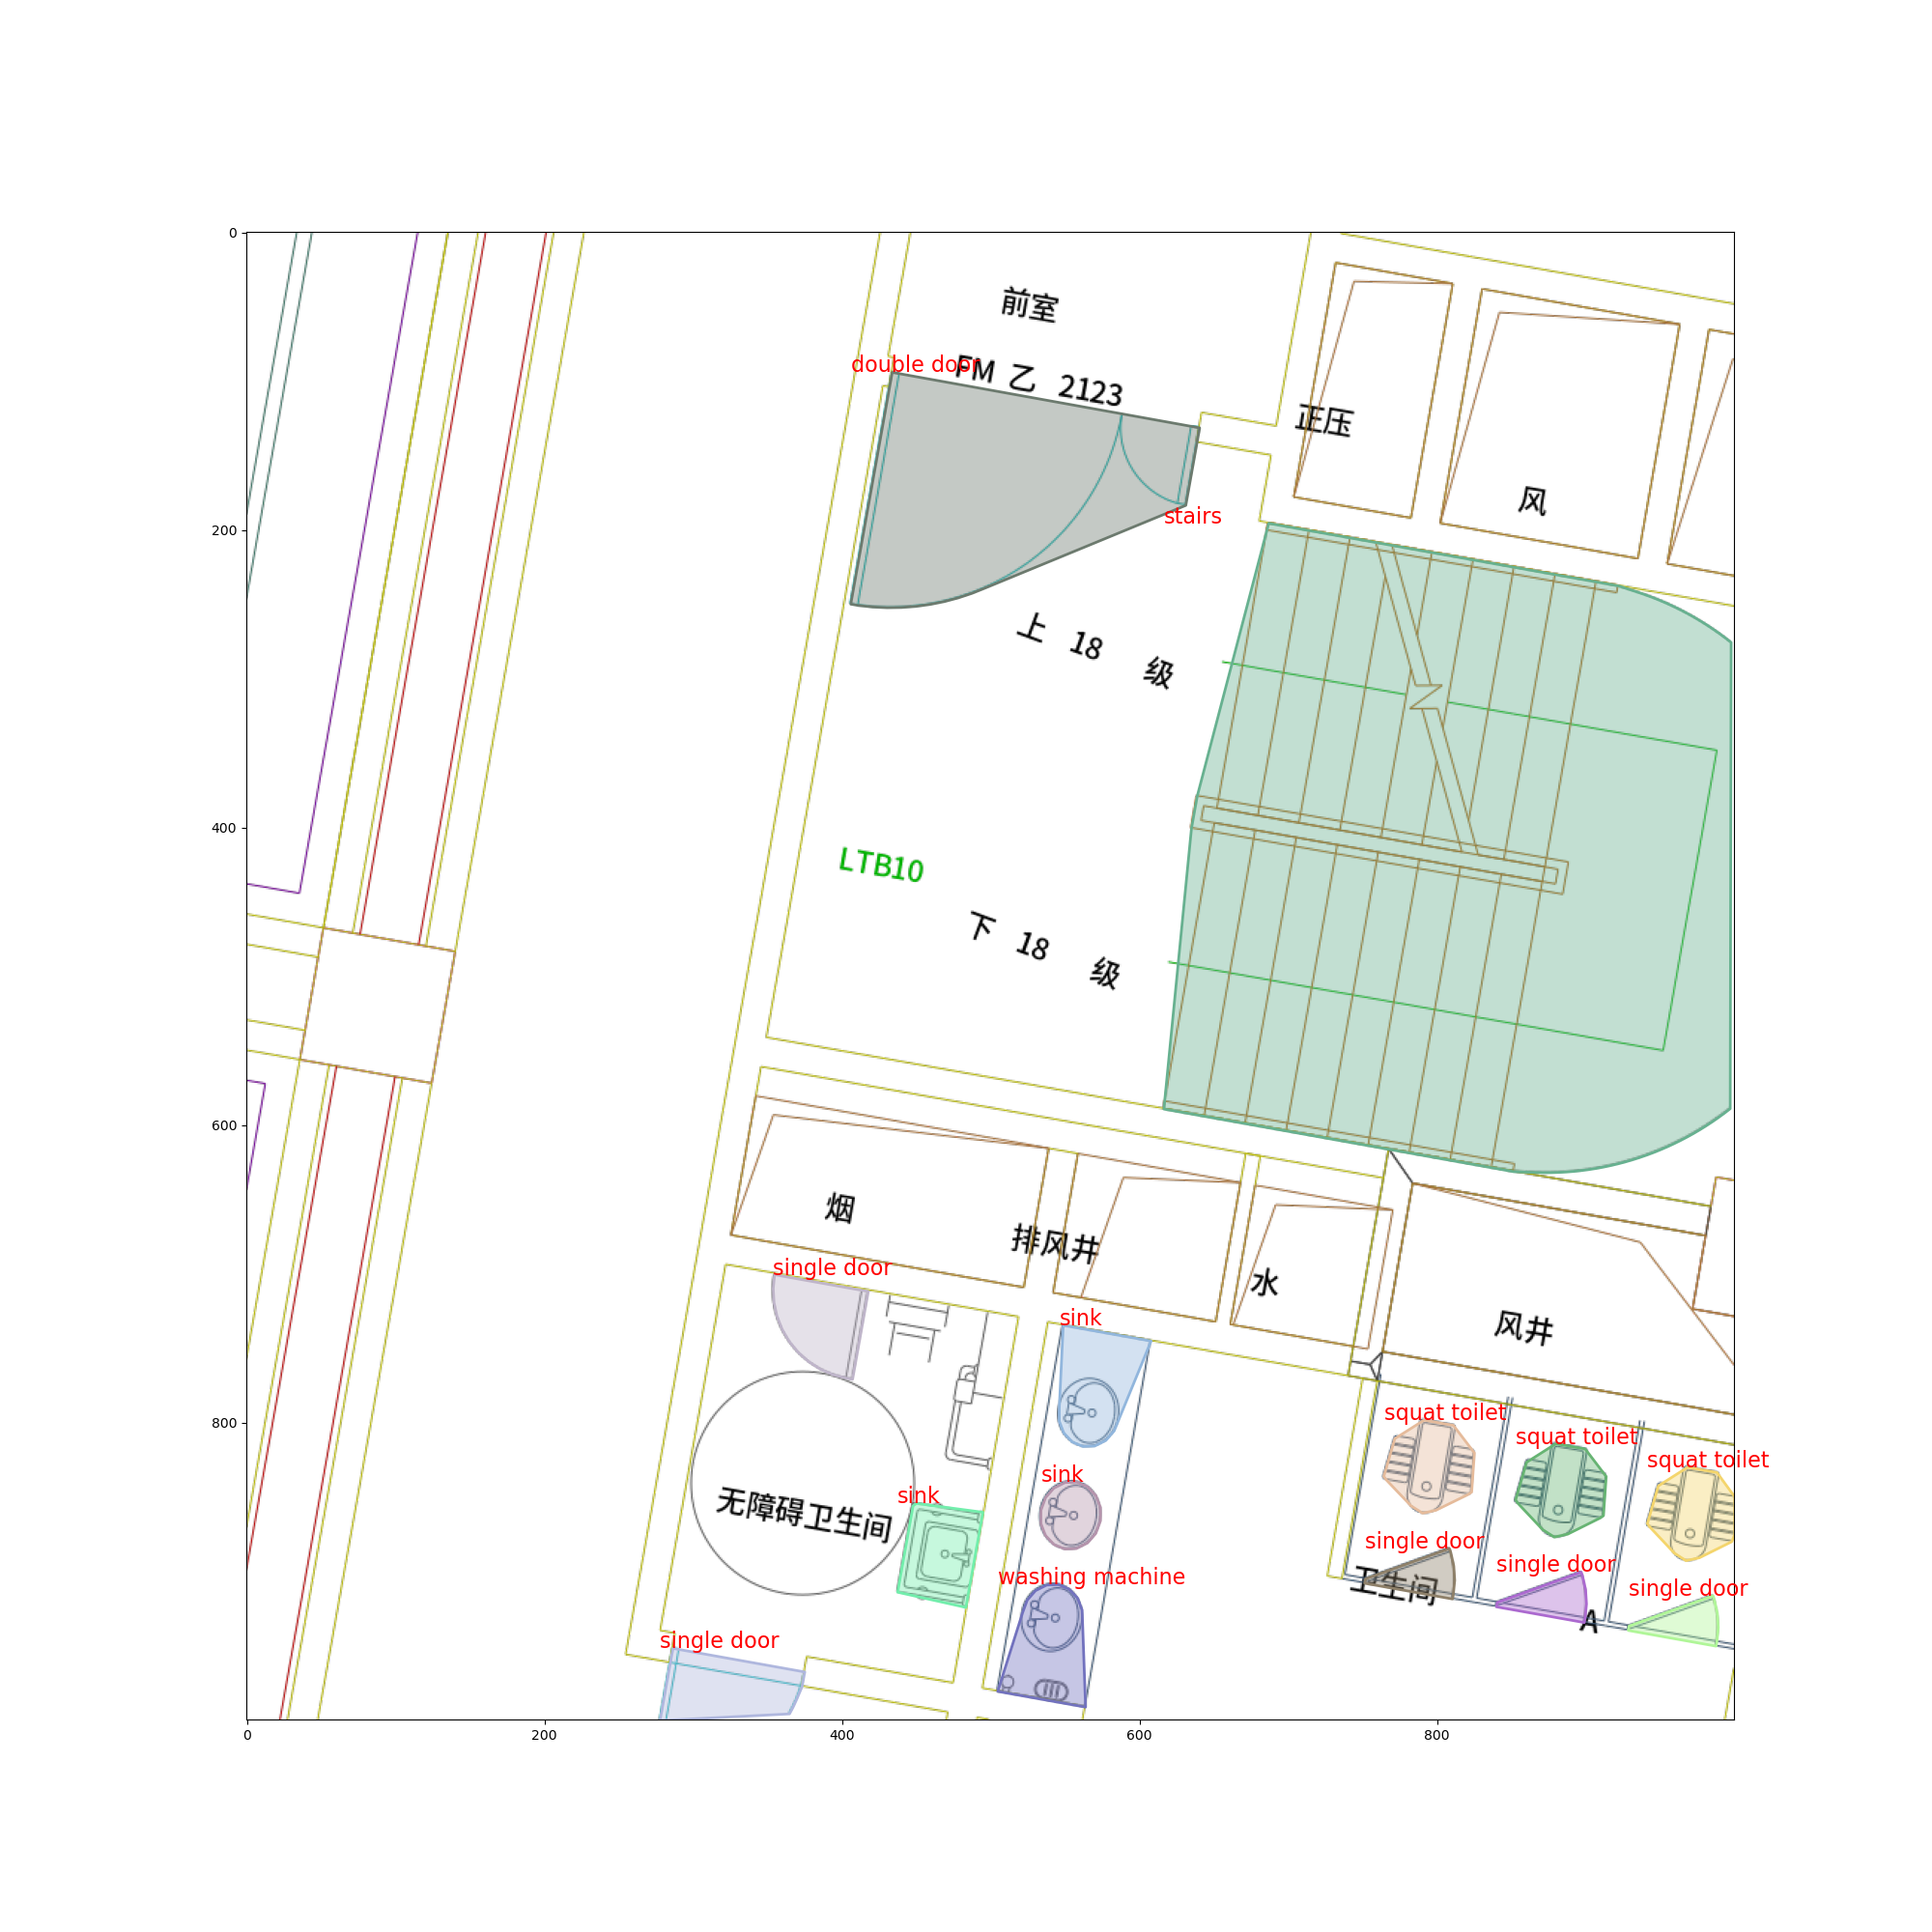 0
前室
double door
FM 乙 2123
正压
风
200
stairs
上 18 级
400
LTB10
下 18 级
600
烟
排风井
single door
水
sink
风井
800
squat toilet
squat toilet
squat toilet
sink
sink
无障碍卫生间
single door
single door
single door
washing machine
卫生间
A
single door
0
200
400
600
800